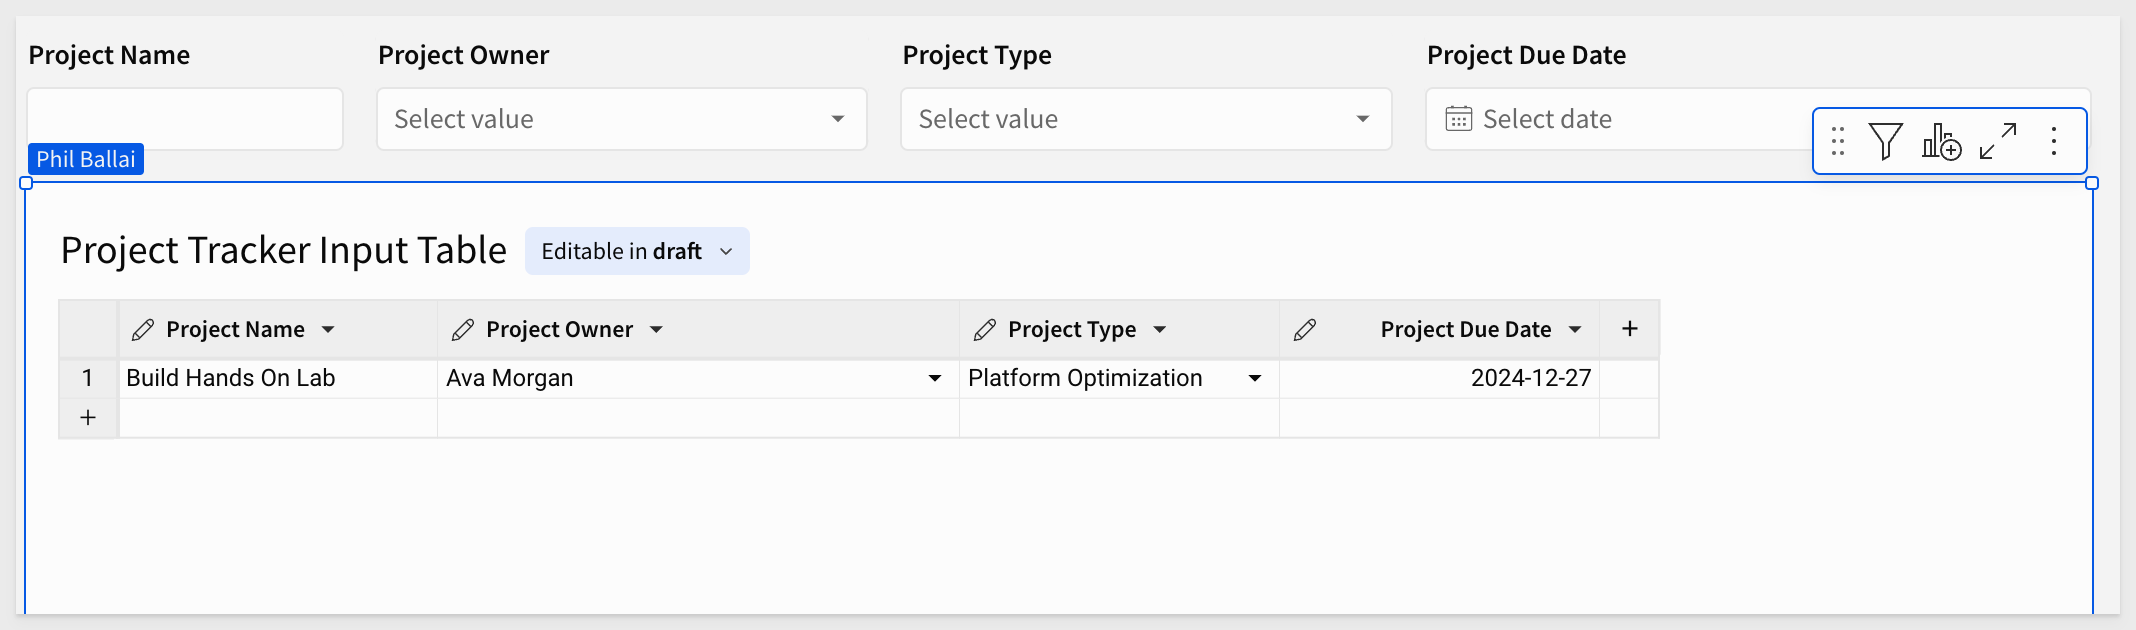 Project Name Project Owner Project Type Project Due Date
Select value Select value Select date
Phil Ballai
Project Tracker Input Table Editable in draft
Project Name Project Owner Project Type Project Due Date +
1 Build Hands On Lab Ava Morgan Platform Optimization 2024-12-27
+